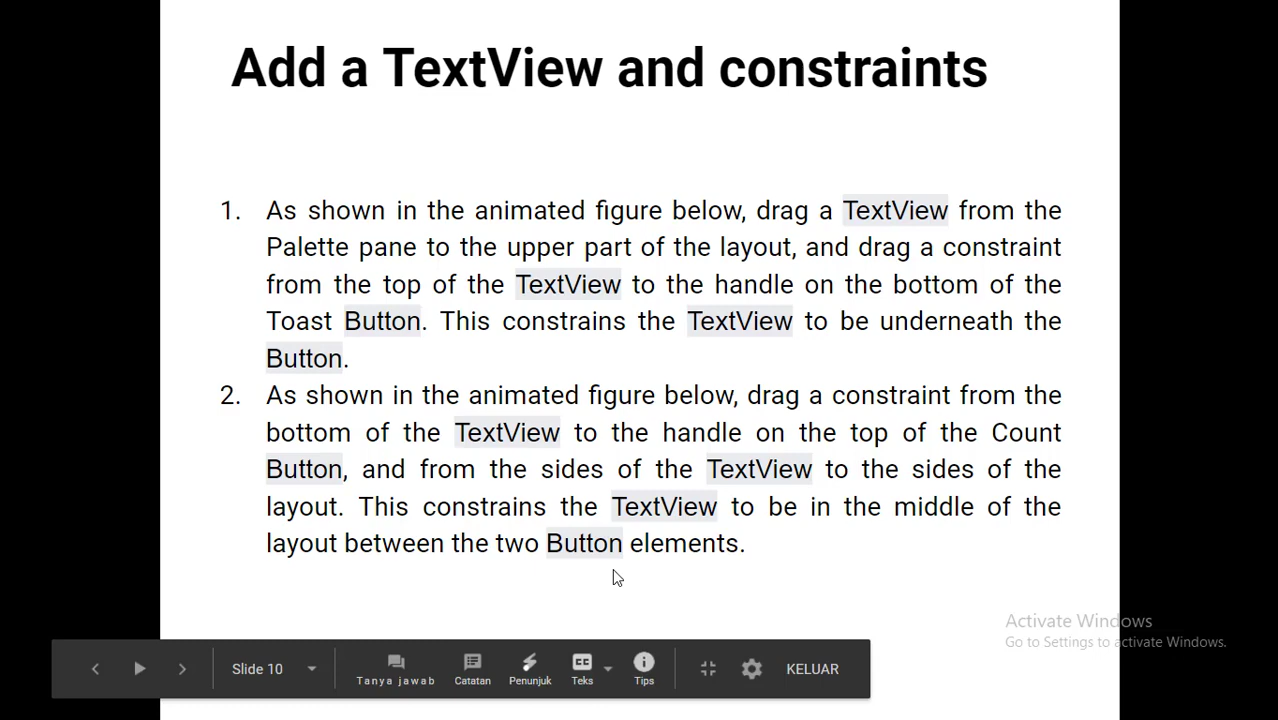 Add a TextView and constraints
1. As shown in the animated figure below, drag a TextView from the
Palette pane to the upper part of the layout, and drag a constraint
from the top of the TextView to the handle on the bottom of the
Toast Button. This constrains the TextView to be underneath the
Button.
2. As shown in the animated figure below, drag a constraint from the
bottom of the TextView to the handle on the top of the Count
Button, and from the sides of the TextView to the sides of the
layout. This constrains the TextView to be in the middle of the
layout between the two Button elements.
Activate Windows
Go to Settings to activate Windows.
Slide 10
Tanya jawab
Catatan
Penunjuk
CC
Teks
Tips
KELUAR